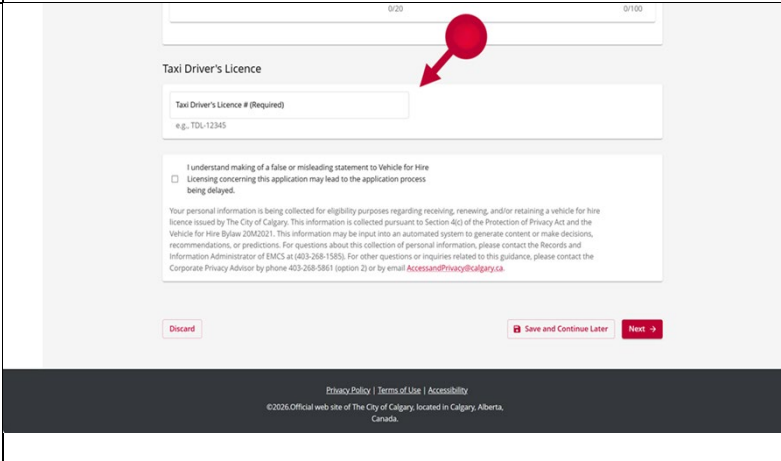 0/20 0/100
Taxi Driver's Licence
Taxi Driver's Licence # (Required)
e.g., TDL-12345
I understand making of a false or misleading statement to Vehicle for Hire
Licensing concerning this application may lead to the application process
being delayed.
Your personal information is being collected for eligibility purposes regarding receiving, renewing, and/or retaining a vehicle for hire
licence issued by The City of Calgary. This information is collected pursuant to Section 4(c) of the Protection of Privacy Act and the
Vehicle for Hire Bylaw 20M2021. This information may be input into an automated system to generate content or make decisions,
recommendations, or predictions. For questions about this collection of personal information, please contact the Records and
Information Administrator of EMCS at (403-268-1585). For other questions or inquiries related to this guidance, please contact the
Corporate Privacy Advisor by phone 403-268-5861 (option 2) or by email AccessandPrivacy@calgary.ca.
Discard Save and Continue Later Next →
Privacy Policy | Terms of Use | Accessibility
©2026.Official web site of The City of Calgary, located in Calgary, Alberta,
Canada.